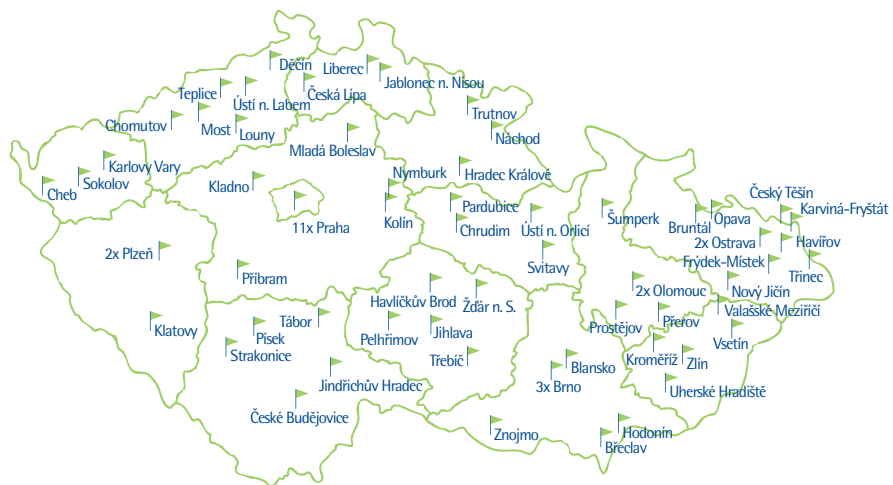 Děčín
Liberec
Jablonec n. Nisou
Teplice
Ústí n. Labem
Česká Lípa
Trutnov
Chomutov
Most
Louny
Náchod
Mladá Boleslav
Karlovy Vary
Sokolov
Cheb
Kladno
Nymburk
Hradec Králové
11x Praha
Kolín
Pardubice
Chrudim
Ústí n. Orlicí
Šumperk
Bruntál
Opava
Český Těšín
Karviná-Fryštát
2x Ostrava
Havířov
2x Plzeň
Příbram
Svitavy
Frýdek-Místek
Třinec
Havlíčkův Brod
Žďár n. S.
2x Olomouc
Nový Jičín
Valašské Meziříčí
Klatovy
Tábor
Písek
Strakonice
Pelhřimov
Jihlava
Třebíč
Prostějov
Přerov
Vsetín
Kroměříž
Zlín
Jindřichův Hradec
Blansko
3x Brno
Uherské Hradiště
České Budějovice
Znojmo
Hodonín
Břeclav